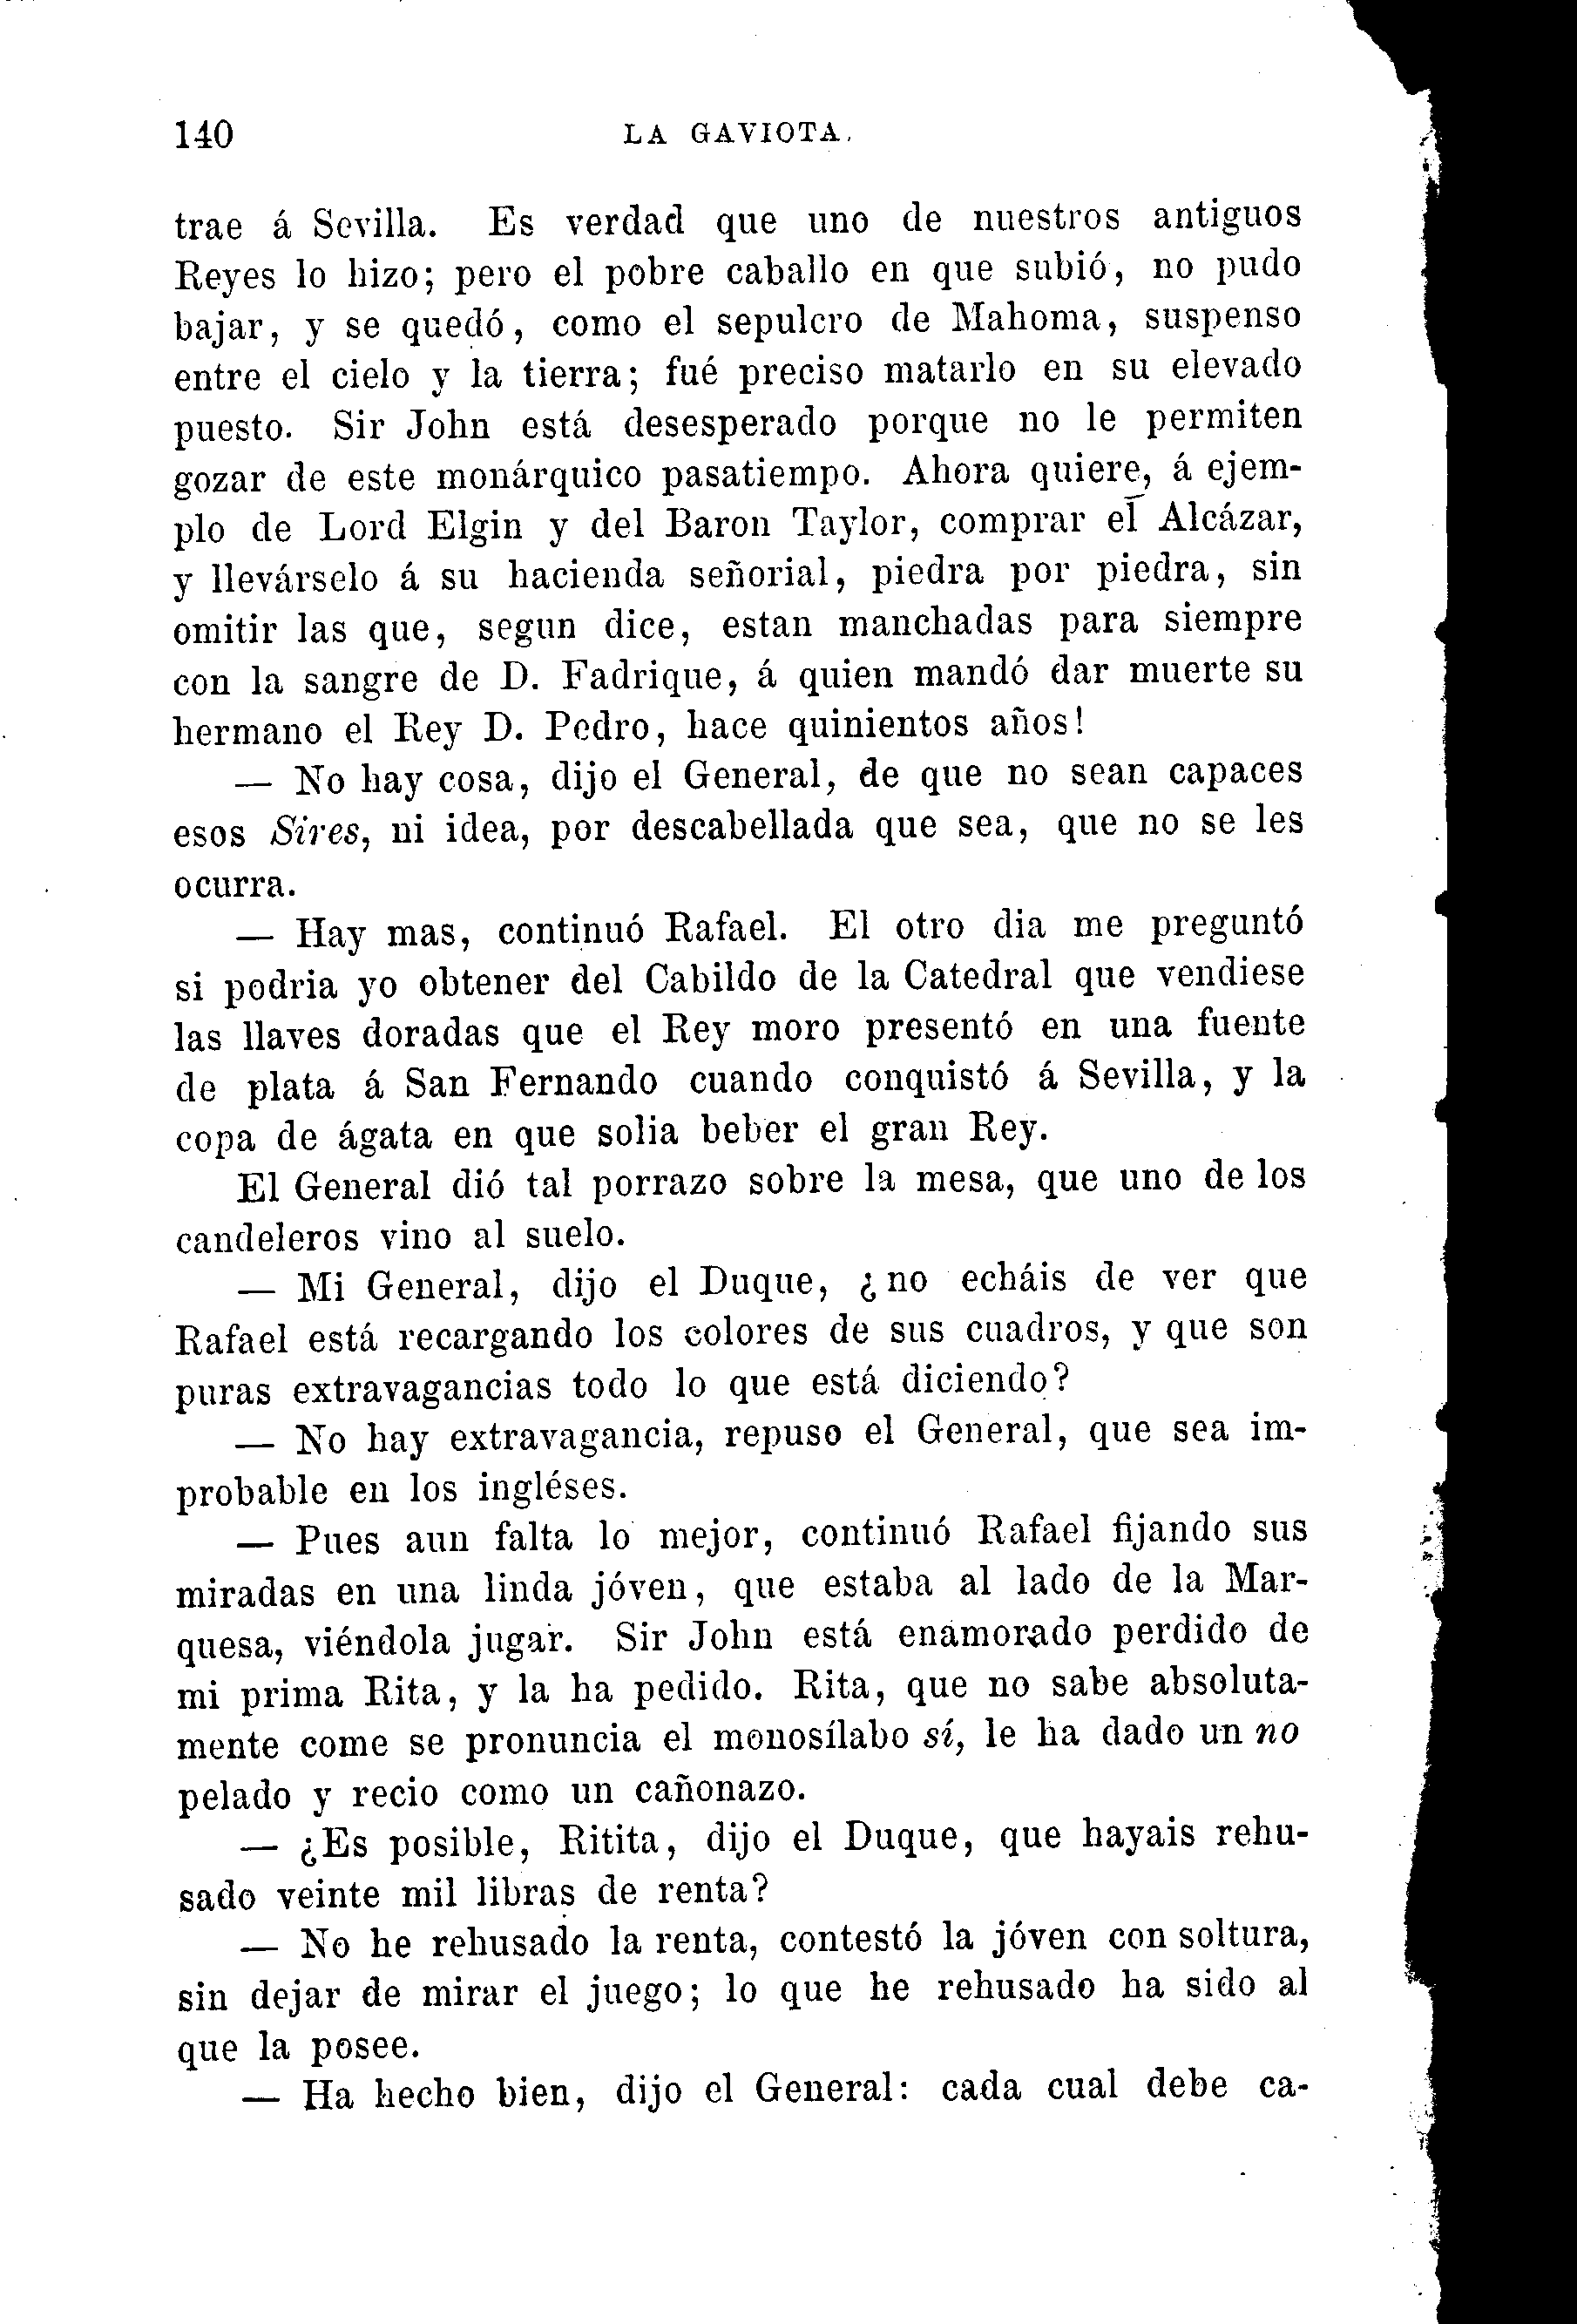 140 LA GAVIOTA.
trae á Sevilla. Es verdad que uno de nuestros antiguos
Reyes lo hizo; pero el pobre caballo en que subió, no pudo
bajar, y se quedó, como el sepulcro de Mahoma, suspenso
entre el cielo y la tierra; fué preciso matarlo en su elevado
puesto. Sir John está desesperado porque no le permiten
gozar de este monárquico pasatiempo. Ahora quiere, á ejem-
plo de Lord Elgin y del Baron Taylor, comprar el Alcázar,
y llevárselo á su hacienda señorial, piedra por piedra, sin
omitir las que, segun dice, estan manchadas para siempre
con la sangre de D. Fadrique, á quien mandó dar muerte su
hermano el Rey D. Pedro, hace quinientos años!
— No hay cosa, dijo el General, de que no sean capaces
esos Sires, ni idea, por descabellada que sea, que no se les
ocurra.
— Hay mas, continuó Rafael. El otro dia me preguntó
si podria yo obtener del Cabildo de la Catedral que vendiese
las llaves doradas que el Rey moro presentó en una fuente
de plata á San Fernando cuando conquistó á Sevilla, y la
copa de ágata en que solia beber el gran Rey.
El General dió tal porrazo sobre la mesa, que uno de los
candeleros vino al suelo.
— Mi General, dijo el Duque, ¿no echáis de ver que
Rafael está recargando los colores de sus cuadros, y que son
puras extravagancias todo lo que está diciendo?
— No hay extravagancia, repuso el General, que sea im-
probable en los ingléses.
— Pues aun falta lo mejor, continuó Rafael fijando sus
miradas en una linda jóven, que estaba al lado de la Mar-
quesa, viéndola jugar. Sir John está enamorado perdido de
mi prima Rita, y la ha pedido. Rita, que no sabe absoluta-
mente come se pronuncia el monosílabo sí, le ha dado un no
pelado y recio como un cañonazo.
— ¿Es posible, Ritita, dijo el Duque, que hayais rehu-
sado veinte mil libras de renta?
— No he rehusado la renta, contestó la jóven con soltura,
sin dejar de mirar el juego; lo que he rehusado ha sido al
que la posee.
— Ha hecho bien, dijo el General: cada cual debe ca-